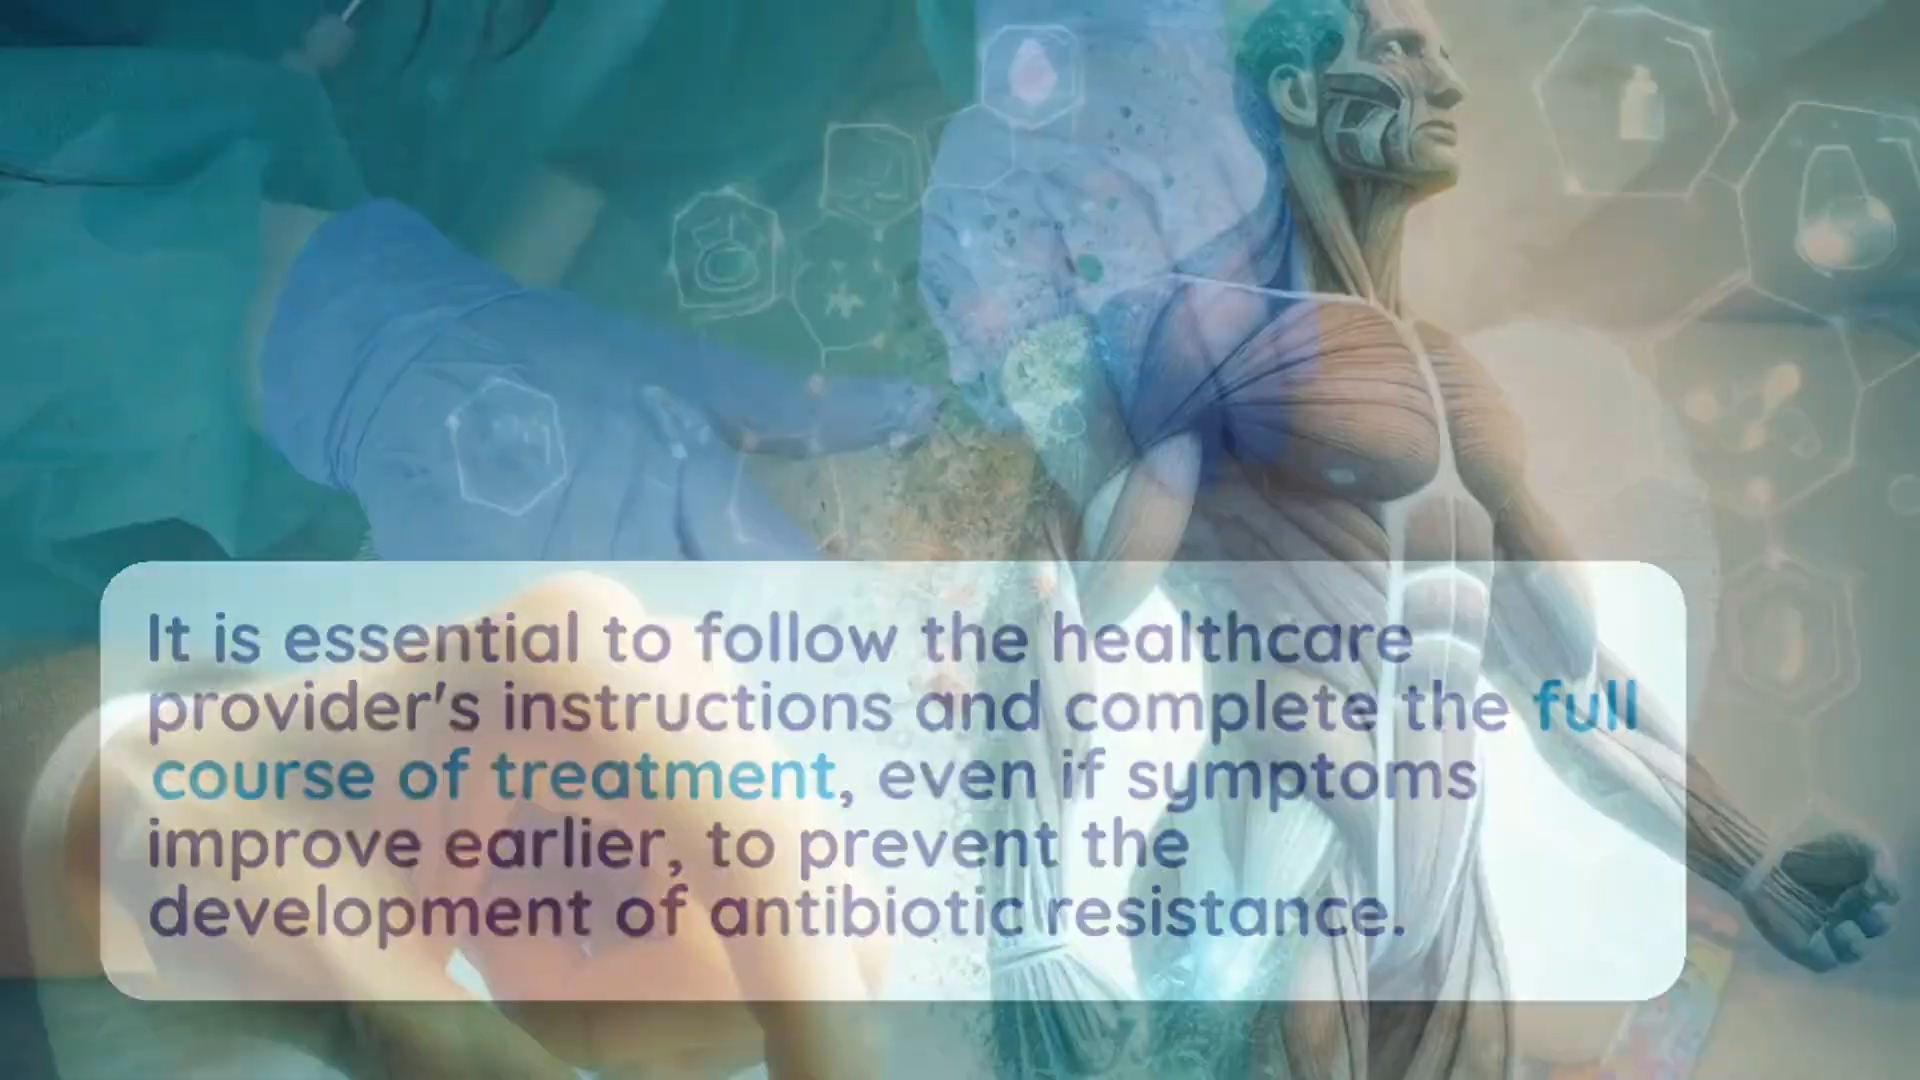 It is essential to follow the healthcare
provider's instructions and complete the full
course of treatment, even if symptoms
improve earlier, to prevent the
development of antibiotic resistance.